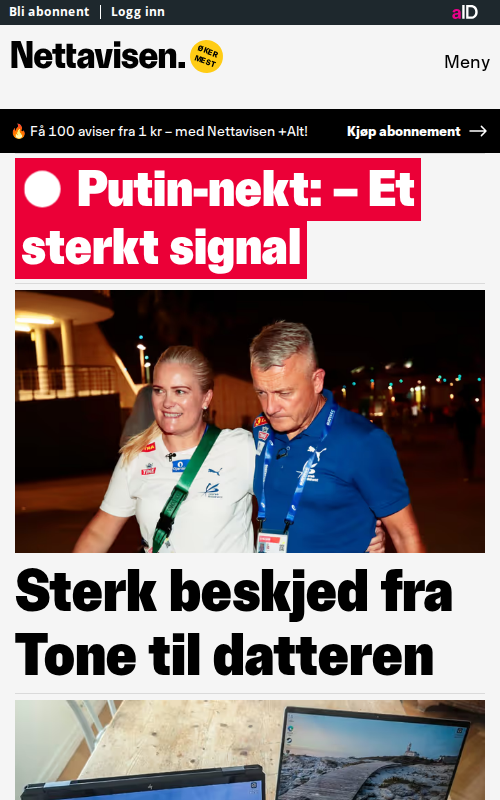 Bli abonnent | Logg inn
aID
Nettavisen.
ØKER
MEST
Meny
Få 100 aviser fra 1 kr – med Nettavisen +Alt!
Kjøp abonnement →
Putin-nekt: – Et
sterkt signal
Sterk beskjed fra
Tone til datteren